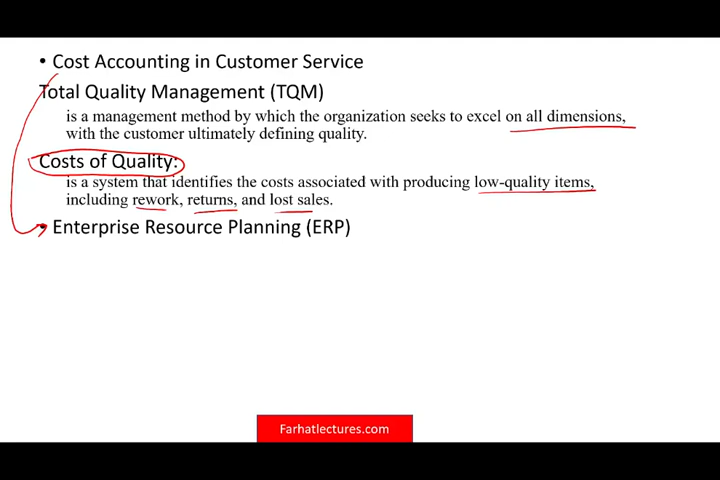 • Cost Accounting in Customer Service
Total Quality Management (TQM)
is a management method by which the organization seeks to excel on all dimensions,
with the customer ultimately defining quality.
Costs of Quality:
is a system that identifies the costs associated with producing low-quality items,
including rework, returns, and lost sales.
• Enterprise Resource Planning (ERP)
Farhatlectures.com